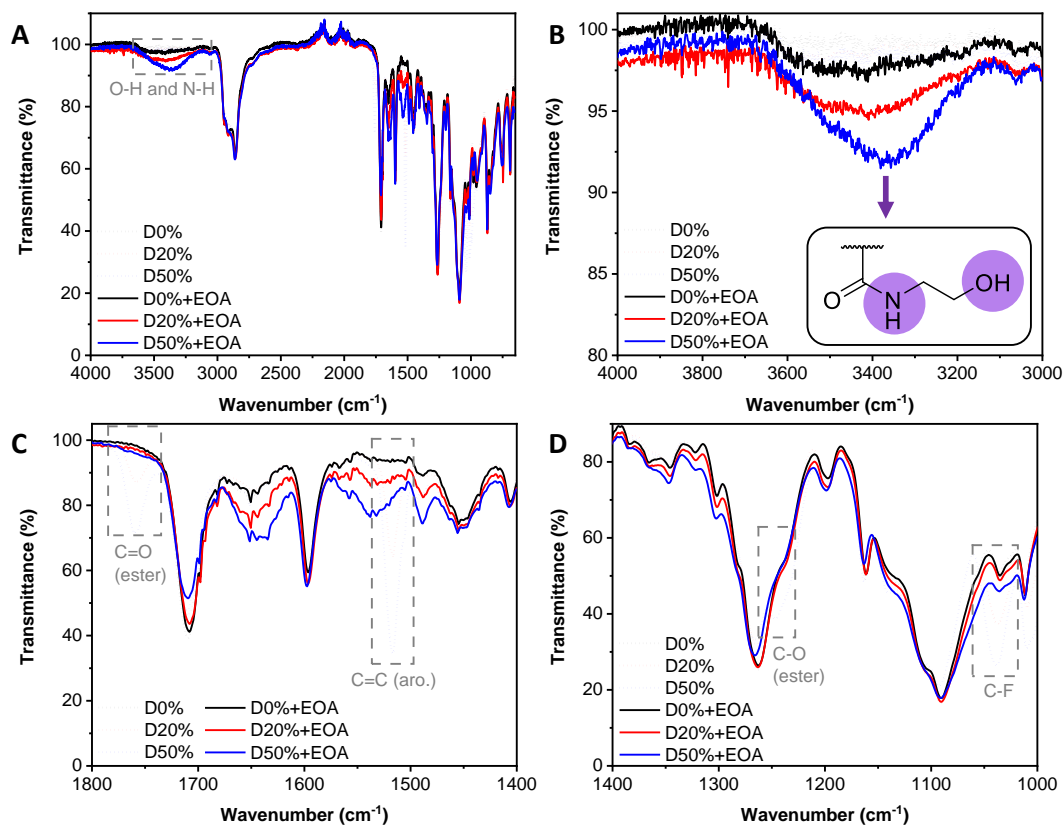 A
Transmittance (%)
100
80
60
40
20
0
O-H and N-H
D0%
D20%
D50%
D0%+EOA
D20%+EOA
D50%+EOA
4000 3500 3000 2500 2000 1500 1000
Wavenumber (cm⁻¹)
B
Transmittance (%)
100
95
90
85
80
D0%
D20%
D50%
D0%+EOA
D20%+EOA
D50%+EOA
O
N
H
OH
4000 3800 3600 3400 3200 3000
Wavenumber (cm⁻¹)
C
Transmittance (%)
100
80
60
40
20
0
C=O
(ester)
C=C (aro.)
D0% D0%+EOA
D20% D20%+EOA
D50% D50%+EOA
1800 1700 1600 1500 1400
Wavenumber (cm⁻¹)
D
Transmittance (%)
80
60
40
20
0
C-O
(ester)
C-F
D0%
D20%
D50%
D0%+EOA
D20%+EOA
D50%+EOA
1400 1300 1200 1100 1000
Wavenumber (cm⁻¹)